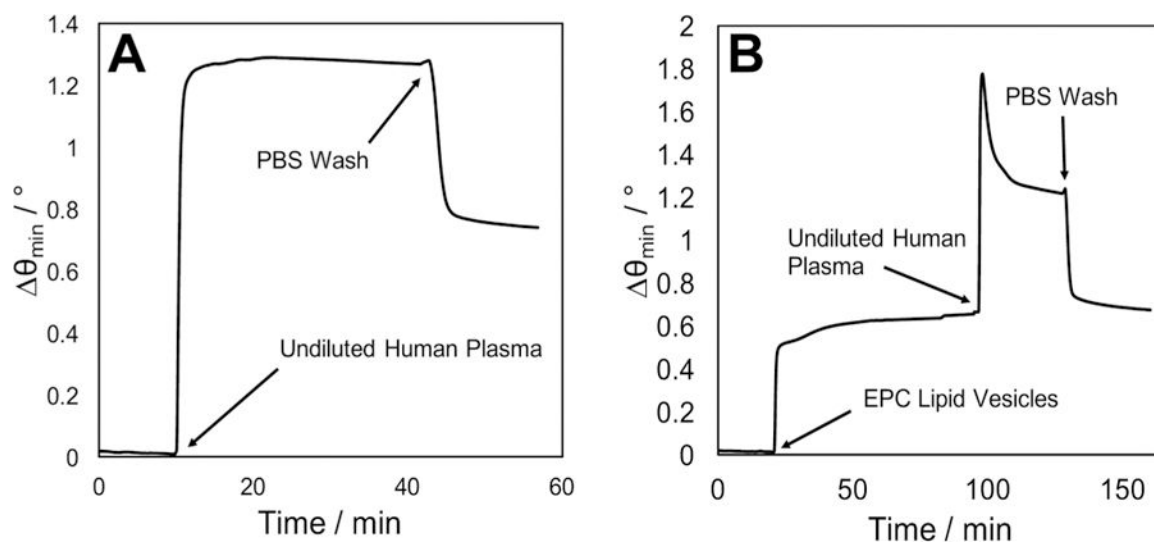 A
1.4
1.2
1
0.8
0.6
0.4
0.2
0
Δθmin / °
PBS Wash
Undiluted Human Plasma
0 20 40 60
Time / min
B
2
1.8
1.6
1.4
1.2
1
0.8
0.6
0.4
0.2
0
Δθmin / °
PBS Wash
Undiluted Human
Plasma
EPC Lipid Vesicles
0 50 100 150
Time / min